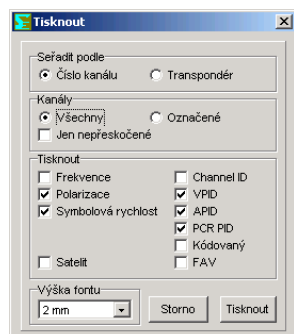 Tisknout
Seřadit podle
Číslo kanálu Transpondér
Kanály
Všechny Označené
Jen nepřeskočené
Tisknout
Frekvence Channel ID
Polarizace VPID
Symbolová rychlost APID
PCR PID
Kódovaný
Satelit FAV
Výška fontu
2 mm Storno Tisknout